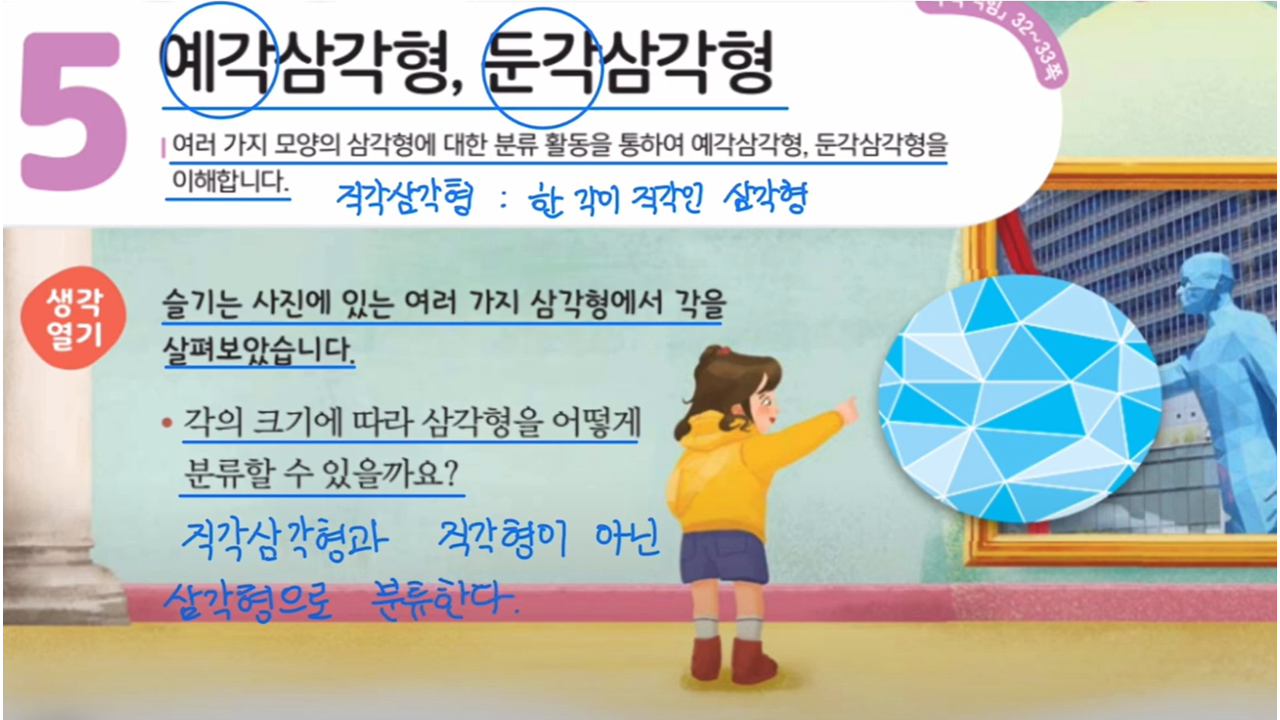 32~33쪽
5
예각삼각형, 둔각삼각형
여러 가지 모양의 삼각형에 대한 분류 활동을 통하여 예각삼각형, 둔각삼각형을
이해합니다.
직각삼각형 : 한 각이 직각인 삼각형
생각
열기
슬기는 사진에 있는 여러 가지 삼각형에서 각을
살펴보았습니다.
• 각의 크기에 따라 삼각형을 어떻게
분류할 수 있을까요?
직각삼각형과 직각형이 아닌
삼각형으로 분류한다.